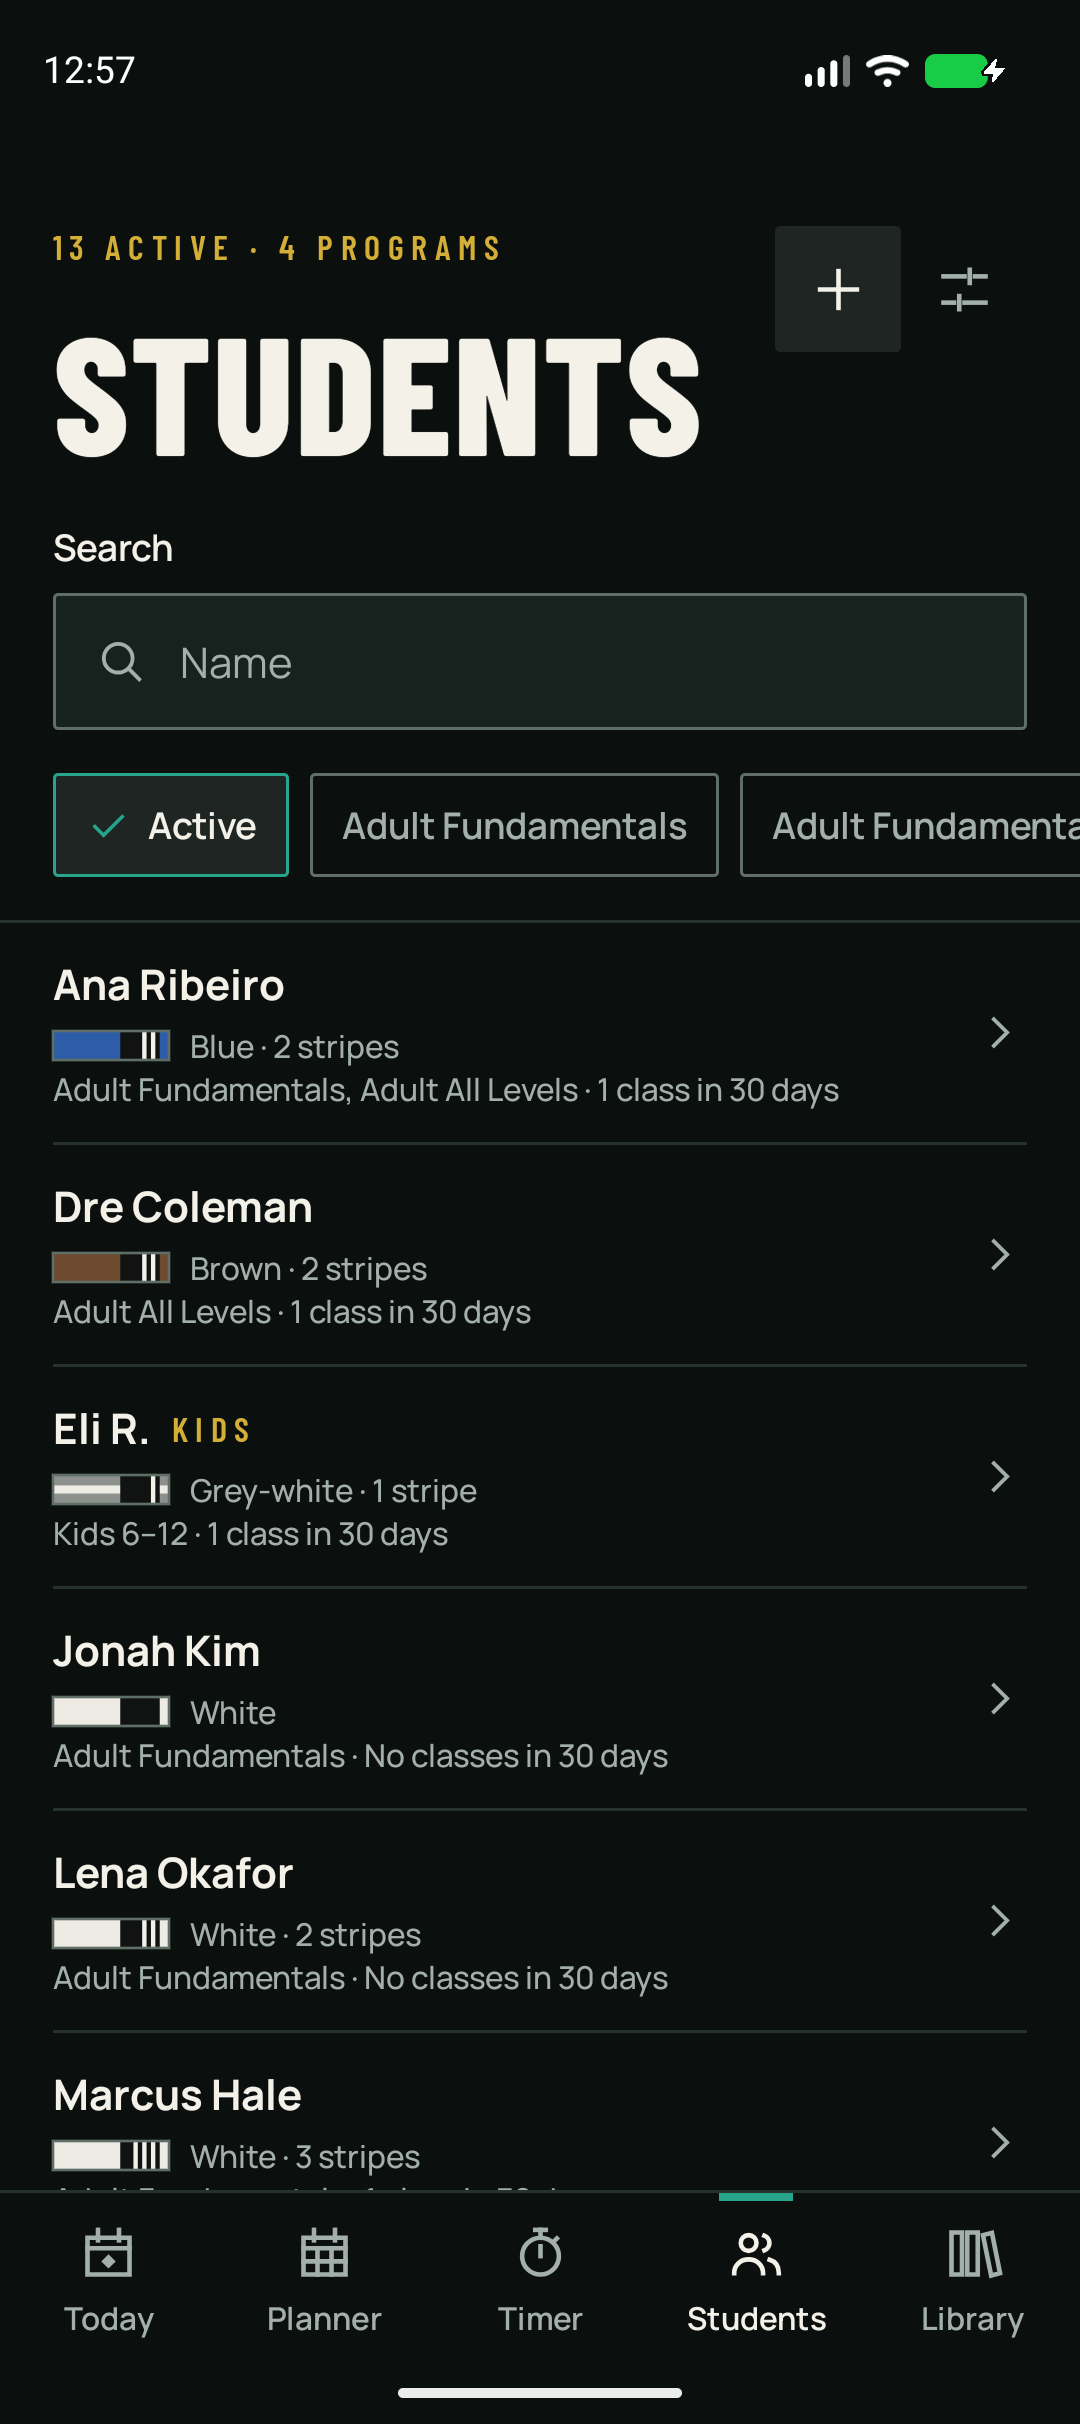 12:57
13 ACTIVE · 4 PROGRAMS
STUDENTS
Search
Name
Active
Adult Fundamentals
Adult
Ana Ribeiro
Blue · 2 stripes
Adult Fundamentals, Adult All Levels · 1 class in 30 days
Dre Coleman
Brown · 2 stripes
Adult All Levels · 1 class in 30 days
Eli R. KIDS
Grey-white · 1 stripe
Kids 6–12 · 1 class in 30 days
Jonah Kim
White
Adult Fundamentals · No classes in 30 days
Lena Okafor
White · 2 stripes
Adult Fundamentals · No classes in 30 days
Marcus Hale
White · 3 stripes
Today
Planner
Timer
Students
Library